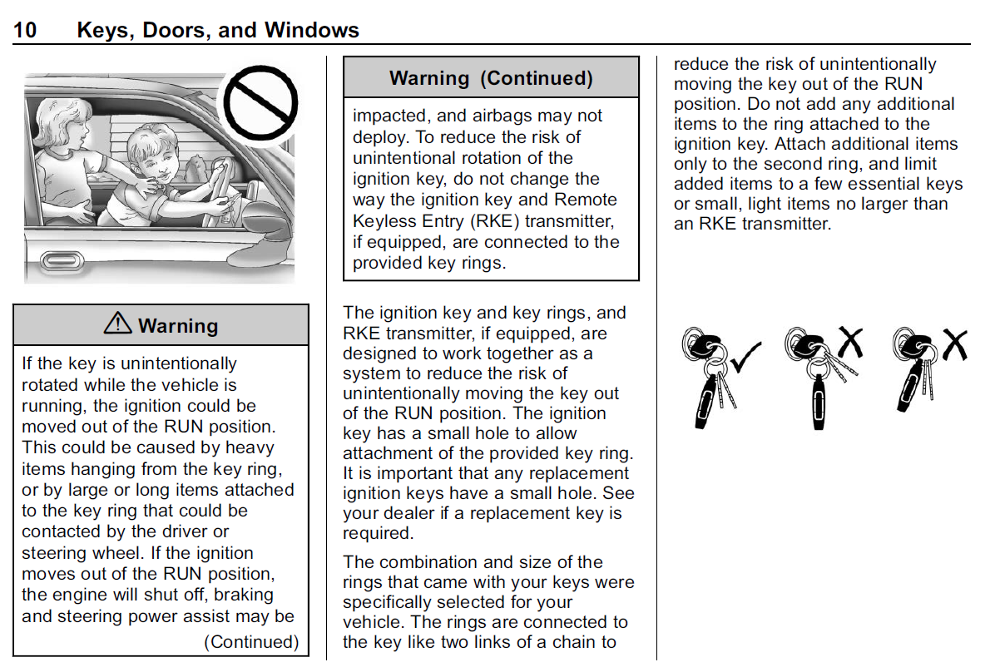 10 Keys, Doors, and Windows
Warning
If the key is unintentionally
rotated while the vehicle is
running, the ignition could be
moved out of the RUN position.
This could be caused by heavy
items hanging from the key ring,
or by large or long items attached
to the key ring that could be
contacted by the driver or
steering wheel. If the ignition
moves out of the RUN position,
the engine will shut off, braking
and steering power assist may be
(Continued)
Warning (Continued)
impacted, and airbags may not
deploy. To reduce the risk of
unintentional rotation of the
ignition key, do not change the
way the ignition key and Remote
Keyless Entry (RKE) transmitter,
if equipped, are connected to the
provided key rings.
The ignition key and key rings, and
RKE transmitter, if equipped, are
designed to work together as a
system to reduce the risk of
unintentionally moving the key out
of the RUN position. The ignition
key has a small hole to allow
attachment of the provided key ring.
It is important that any replacement
ignition keys have a small hole. See
your dealer if a replacement key is
required.
The combination and size of the
rings that came with your keys were
specifically selected for your
vehicle. The rings are connected to
the key like two links of a chain to
reduce the risk of unintentionally
moving the key out of the RUN
position. Do not add any additional
items to the ring attached to the
ignition key. Attach additional items
only to the second ring, and limit
added items to a few essential keys
or small, light items no larger than
an RKE transmitter.